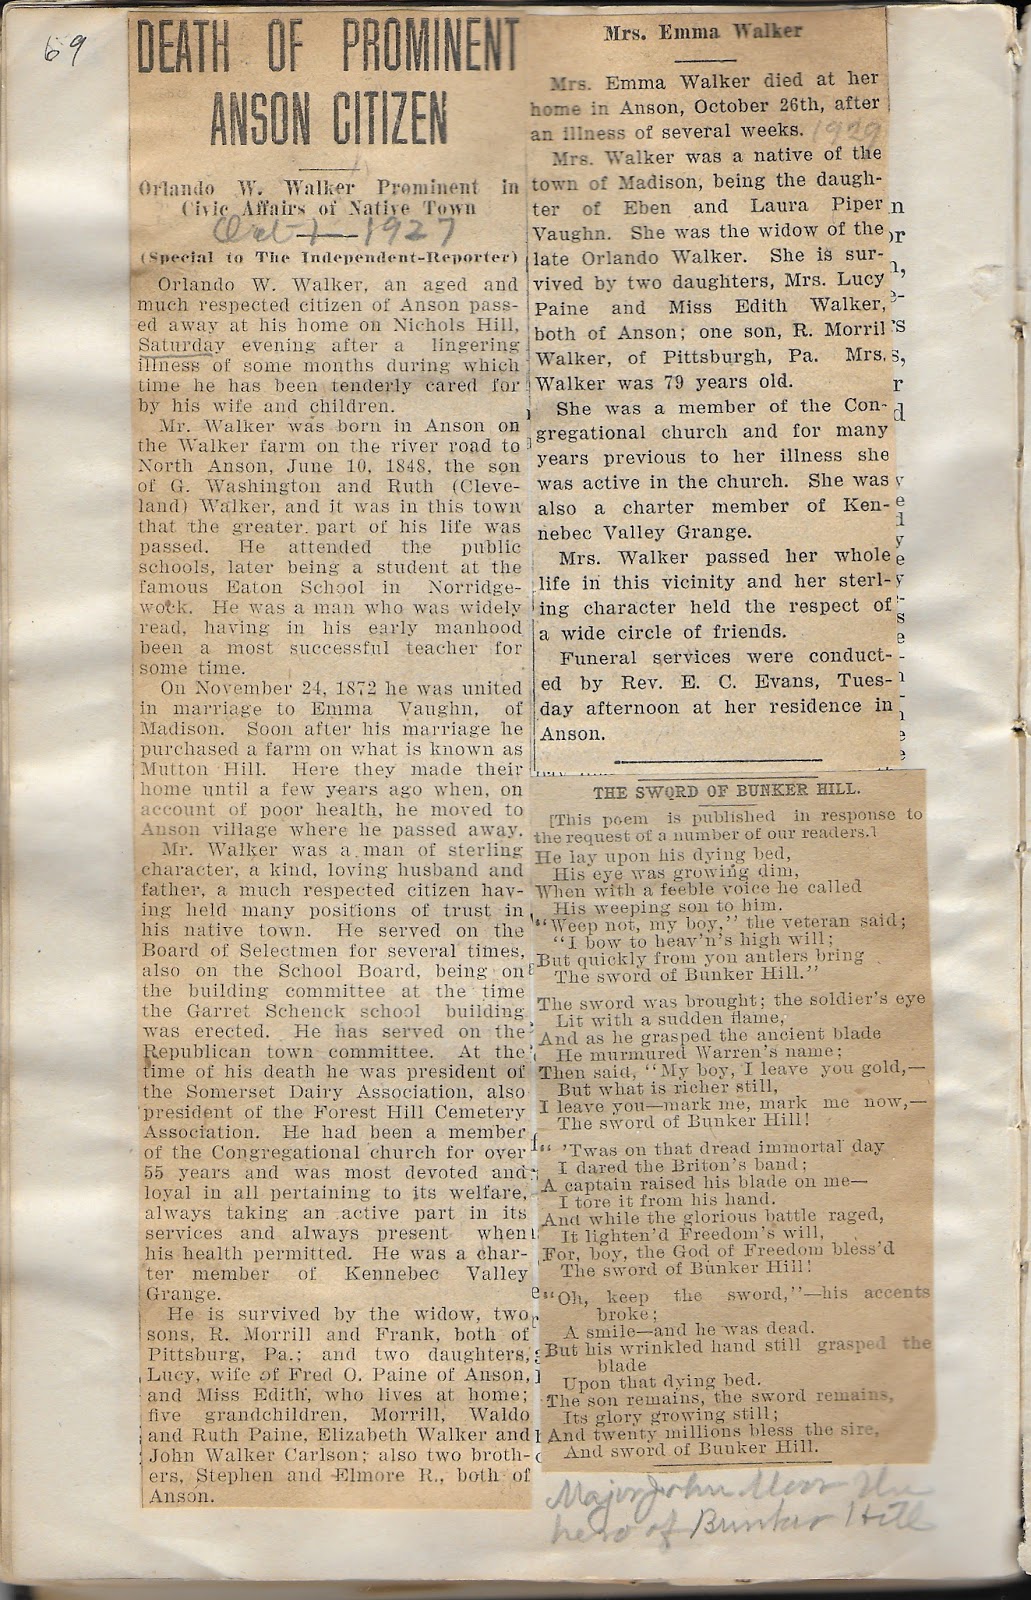 69
DEATH OF PROMINENT
ANSON CITIZEN
Orlando W. Walker Prominent in
Civic Affairs of Native Town
Oct 1 — 1927
(Special to The Independent-Reporter)
Orlando W. Walker, an aged and
much respected citizen of Anson pass-
ed away at his home on Nichols Hill,
Saturday evening after a lingering
illness of some months during which
time he has been tenderly cared for
by his wife and children.
Mr. Walker was born in Anson on
the Walker farm on the river road to
North Anson, June 10, 1848, the son
of G. Washington and Ruth (Cleve-
land) Walker, and it was in this town
that the greater part of his life was
passed. He attended the public
schools, later being a student at the
famous Eaton School in Norridge-
wock. He was a man who was widely
read, having in his early manhood
been a most successful teacher for
some time.
On November 24, 1872 he was united
in marriage to Emma Vaughn, of
Madison. Soon after his marriage he
purchased a farm on what is known as
Mutton Hill. Here they made their
home until a few years ago when, on
account of poor health, he moved to
Anson village where he passed away.
Mr. Walker was a man of sterling
character, a kind, loving husband and
father, a much respected citizen hav-
ing held many positions of trust in
his native town. He served on the
Board of Selectmen for several times,
also on the School Board, being on
the building committee at the time
the Garret Schenck school building
was erected. He has served on the
Republican town committee. At the
time of his death he was president of
the Somerset Dairy Association, also
president of the Forest Hill Cemetery
Association. He had been a member
of the Congregational church for over
55 years and was most devoted and
loyal in all pertaining to its welfare,
always taking an active part in its
services and always present when
his health permitted. He was a char-
ter member of Kennebec Valley
Grange.
He is survived by the widow, two
sons, R. Morrill and Frank, both of
Pittsburg, Pa.; and two daughters,
Lucy, wife of Fred O. Paine of Anson,
and Miss Edith, who lives at home;
five grandchildren, Morrill, Waldo
and Ruth Paine, Elizabeth Walker and
John Walker Carlson; also two broth-
ers, Stephen and Elmore R., both of
Anson.
Mrs. Emma Walker
Mrs. Emma Walker died at her
home in Anson, October 26th, after
an illness of several weeks. 1929
Mrs. Walker was a native of the
town of Madison, being the daugh-
ter of Eben and Laura Piper
Vaughn. She was the widow of the
late Orlando Walker. She is sur-
vived by two daughters, Mrs. Lucy
Paine and Miss Edith Walker,
both of Anson; one son, R. Morril
Walker, of Pittsburgh, Pa. Mrs.
Walker was 79 years old.
She was a member of the Con-
gregational church and for many
years previous to her illness she
was active in the church. She was
also a charter member of Ken-
nebec Valley Grange.
Mrs. Walker passed her whole
life in this vicinity and her sterl-
ing character held the respect of
a wide circle of friends.
Funeral services were conduct-
ed by Rev. E. C. Evans, Tues-
day afternoon at her residence in
Anson.
THE SWORD OF BUNKER HILL.
[This poem is published in response to
the request of a number of our readers.]
He lay upon his dying bed,
His eye was growing dim,
When with a feeble voice he called
His weeping son to him.
"Weep not, my boy," the veteran said;
"I bow to heav'n's high will;
But quickly from yon antlers bring
The sword of Bunker Hill."
The sword was brought; the soldier's eye
Lit with a sudden flame,
And as he grasped the ancient blade
He murmured Warren's name;
Then said, "My boy, I leave you gold,—
But what is richer still,
I leave you—mark me, mark me now,—
The sword of Bunker Hill!
" 'Twas on that dread immortal day
I dared the Briton's band;
A captain raised his blade on me—
I tore it from his hand.
And while the glorious battle raged,
It lighten'd Freedom's will,
For, boy, the God of Freedom bless'd
The sword of Bunker Hill!
"Oh, keep the sword,"—his accents
broke;
A smile—and he was dead.
But his wrinkled hand still grasped the
blade
Upon that dying bed.
The son remains, the sword remains,
Its glory growing still;
And twenty millions bless the sire,
And sword of Bunker Hill.
Major John Moor The
hero of Bunker Hill